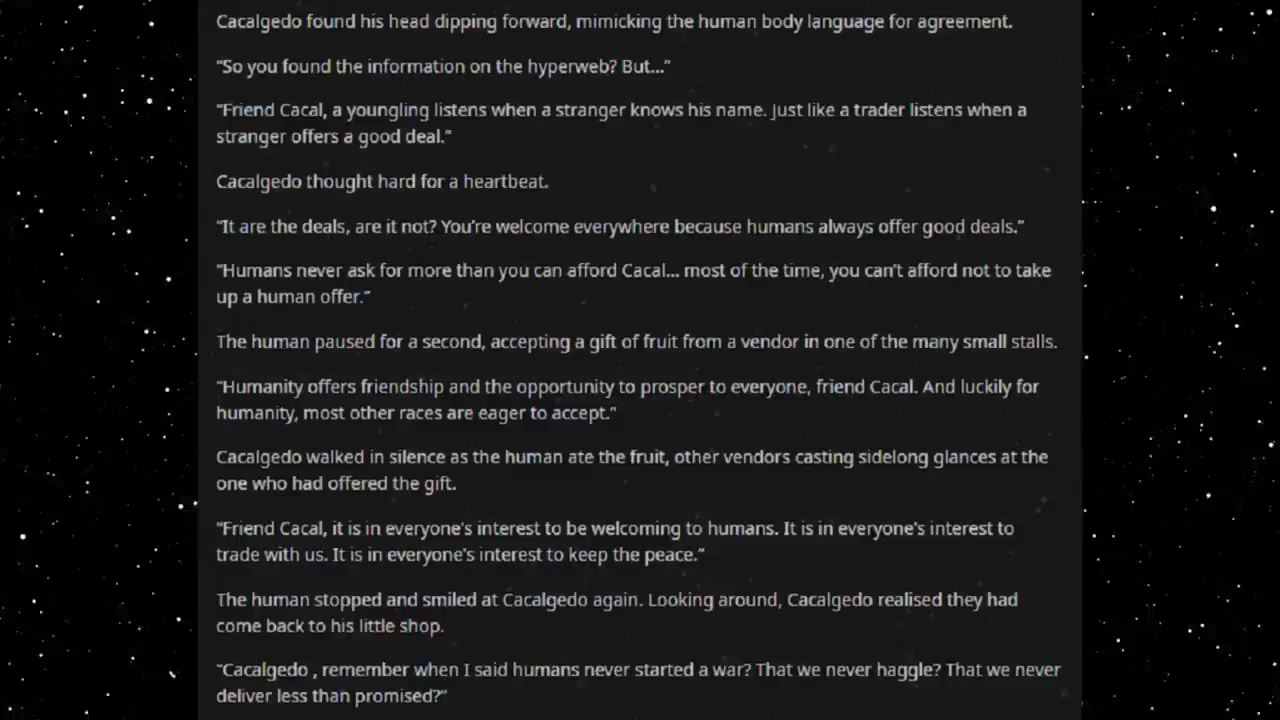 Cacalgedo found his head dipping forward, mimicking the human body language for agreement.
“So you found the information on the hyperweb? But...”
“Friend Cacal, a youngling listens when a stranger knows his name. Just like a trader listens when a
stranger offers a good deal.”
Cacalgedo thought hard for a heartbeat.
“It are the deals, are it not? You’re welcome everywhere because humans always offer good deals.”
“Humans never ask for more than you can afford Cacal... most of the time, you can’t afford not to take
up a human offer.”
The human paused for a second, accepting a gift of fruit from a vendor in one of the many small stalls.
“Humanity offers friendship and the opportunity to prosper to everyone, friend Cacal. And luckily for
humanity, most other races are eager to accept.”
Cacalgedo walked in silence as the human ate the fruit, other vendors casting sidelong glances at the
one who had offered the gift.
“Friend Cacal, it is in everyone’s interest to be welcoming to humans. It is in everyone’s interest to
trade with us. It is in everyone’s interest to keep the peace.”
The human stopped and smiled at Cacalgedo again. Looking around, Cacalgedo realised they had
come back to his little shop.
“Cacalgedo , remember when I said humans never started a war? That we never haggle? That we never
deliver less than promised?”